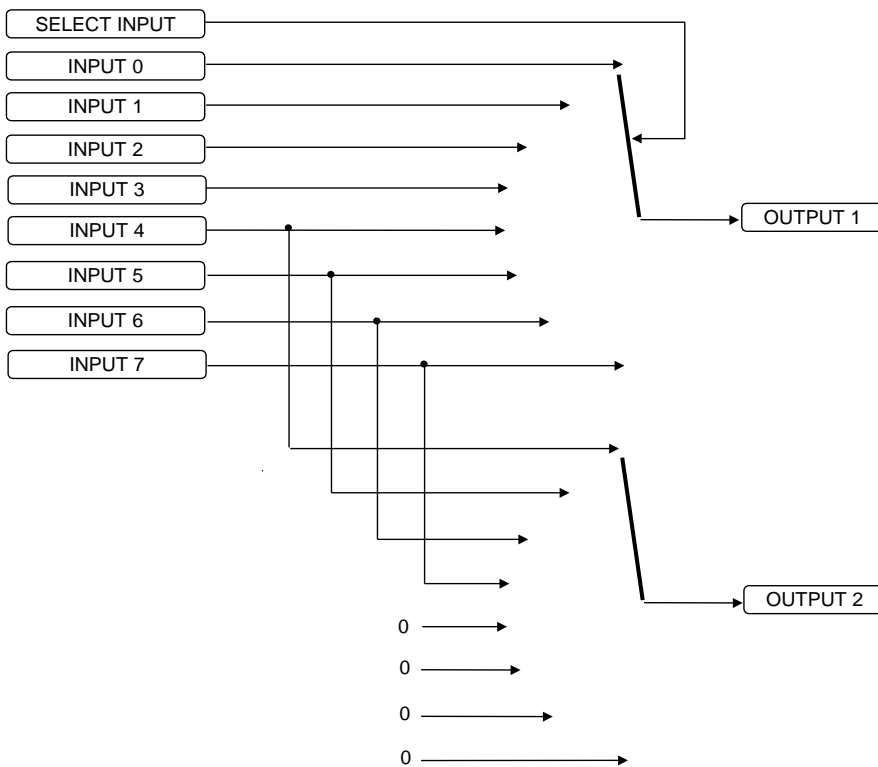 SELECT INPUT
INPUT 0
INPUT 1
INPUT 2
INPUT 3
INPUT 4
INPUT 5
INPUT 6
INPUT 7
OUTPUT 1
OUTPUT 2
0
0
0
0